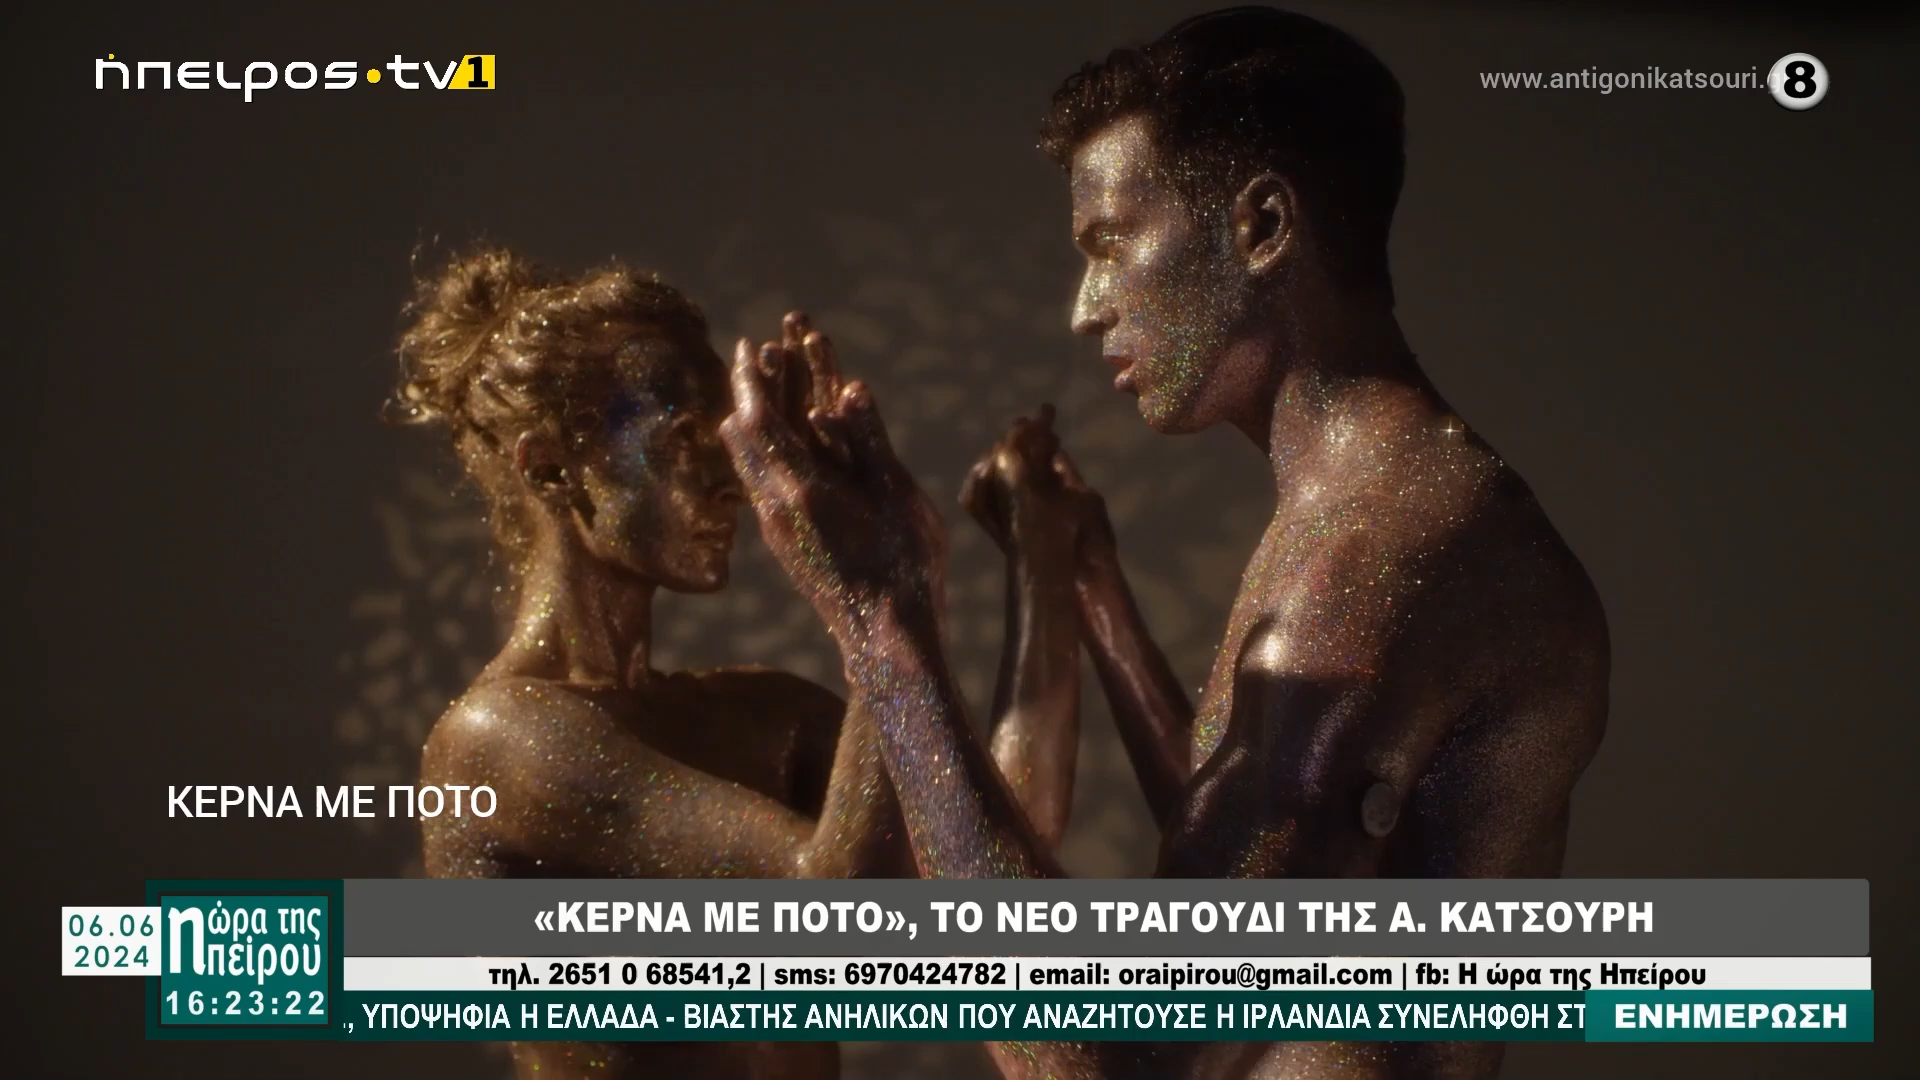 ήπειρος·tv1
www.antigonikatsouri.g
8
ΚΕΡΝΑ ΜΕ ΠΟΤΟ
06.06
2024
η ώρα της
ηπείρου
16:23:22
«ΚΕΡΝΑ ΜΕ ΠΟΤΟ», ΤΟ ΝΕΟ ΤΡΑΓΟΥΔΙ ΤΗΣ Α. ΚΑΤΣΟΥΡΗ
τηλ. 2651 0 68541,2 | sms: 6970424782 | email: oraipirou@gmail.com | fb: Η ώρα της Ηπείρου
, ΥΠΟΨΗΦΙΑ Η ΕΛΛΑΔΑ - ΒΙΑΣΤΗΣ ΑΝΗΛΙΚΩΝ ΠΟΥ ΑΝΑΖΗΤΟΥΣΕ Η ΙΡΛΑΝΔΙΑ ΣΥΝΕΛΗΦΘΗ ΣΤ
ΕΝΗΜΕΡΩΣΗ